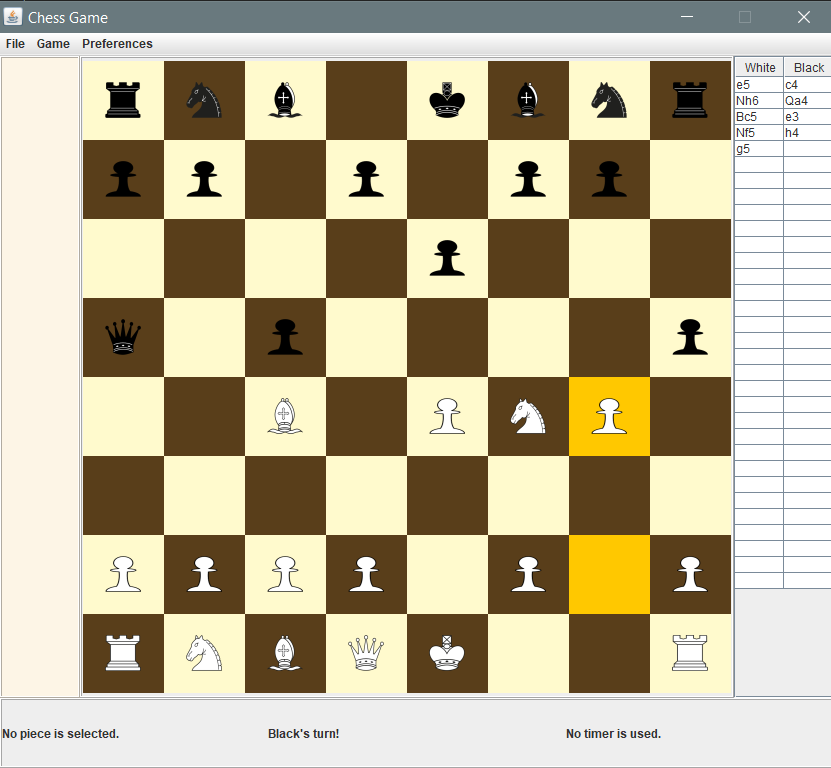 Chess Game
File Game Preferences
White Black
e5 c4
Nh6 Qa4
Bc5 e3
Nf5 h4
g5
No piece is selected. Black's turn! No timer is used.